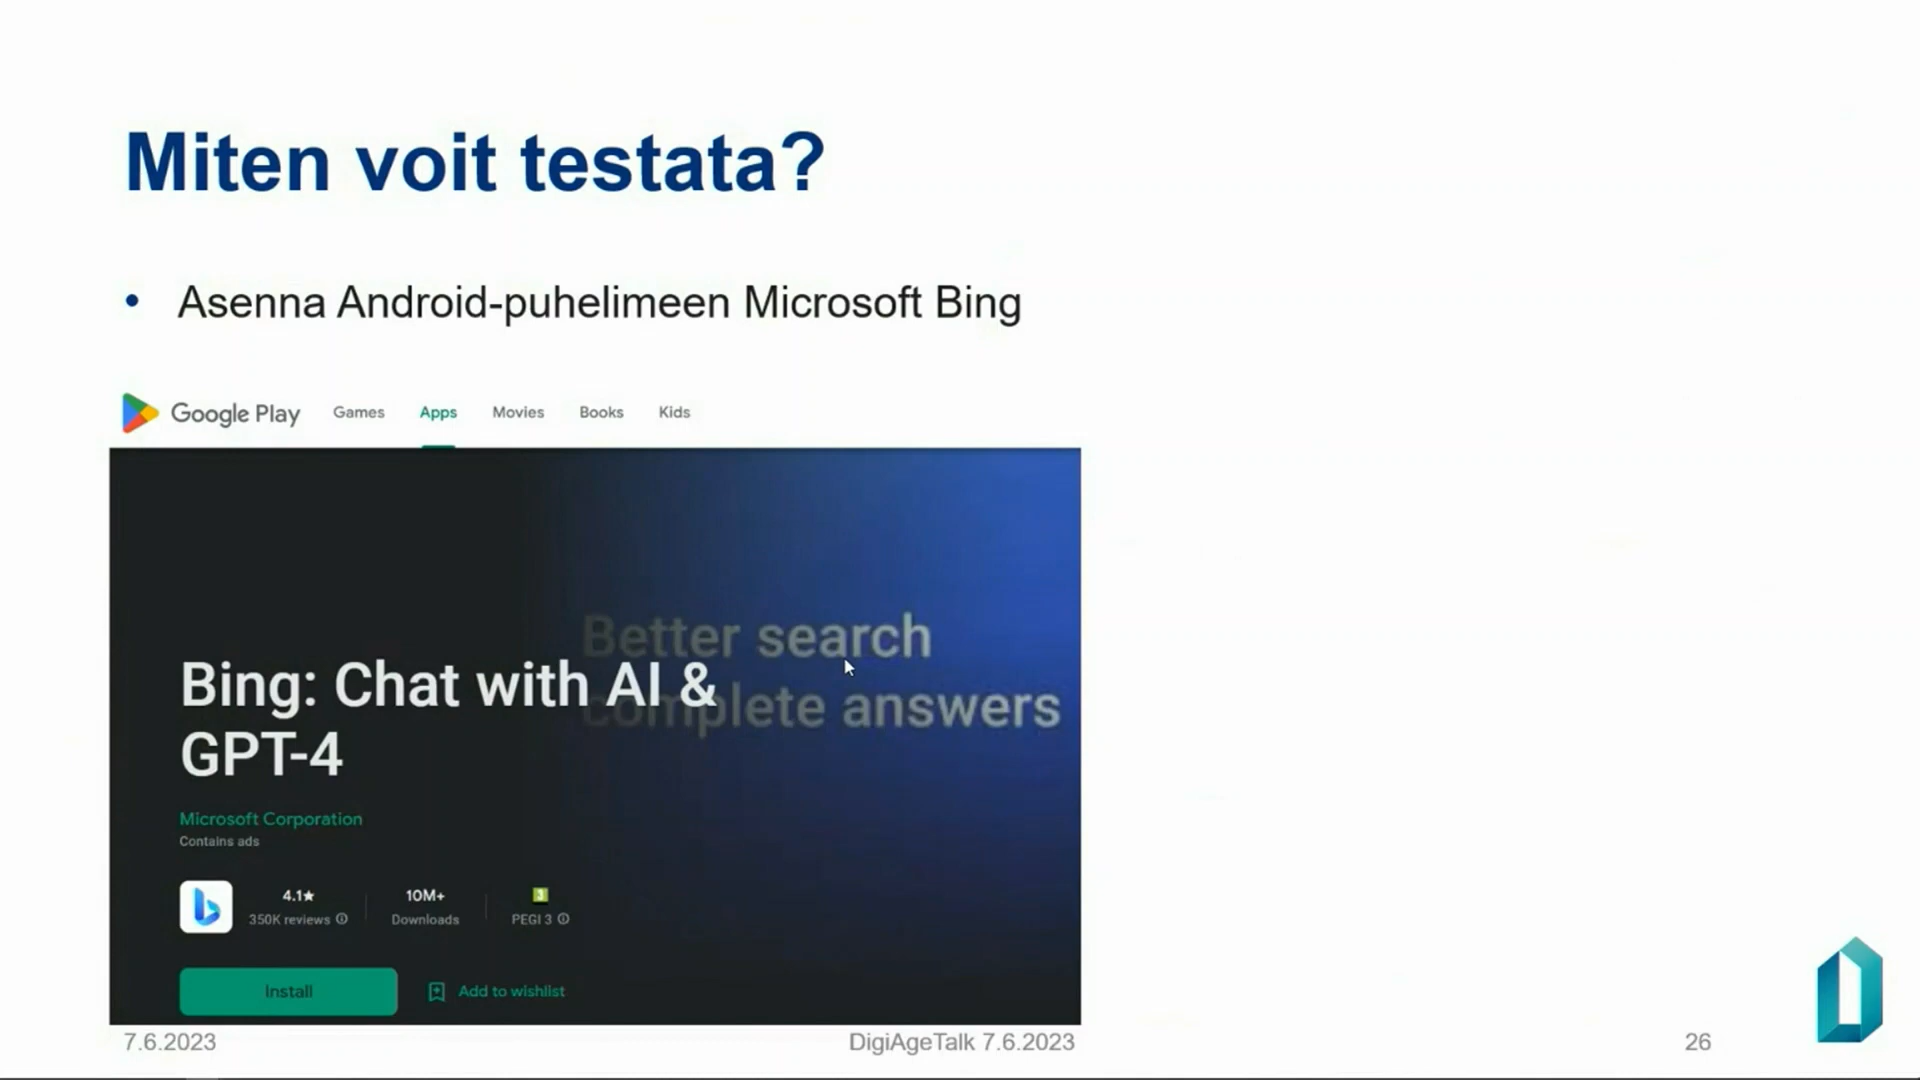 Miten voit testata?
• Asenna Android-puhelimeen Microsoft Bing
Google Play Games Apps Movies Books Kids
Better search
complete answers
Bing: Chat with AI &
GPT-4
Microsoft Corporation
Contains ads
4.1★ 10M+ 3
350K reviews Downloads PEGI 3
Install Add to wishlist
7.6.2023 DigiAgeTalk 7.6.2023 26